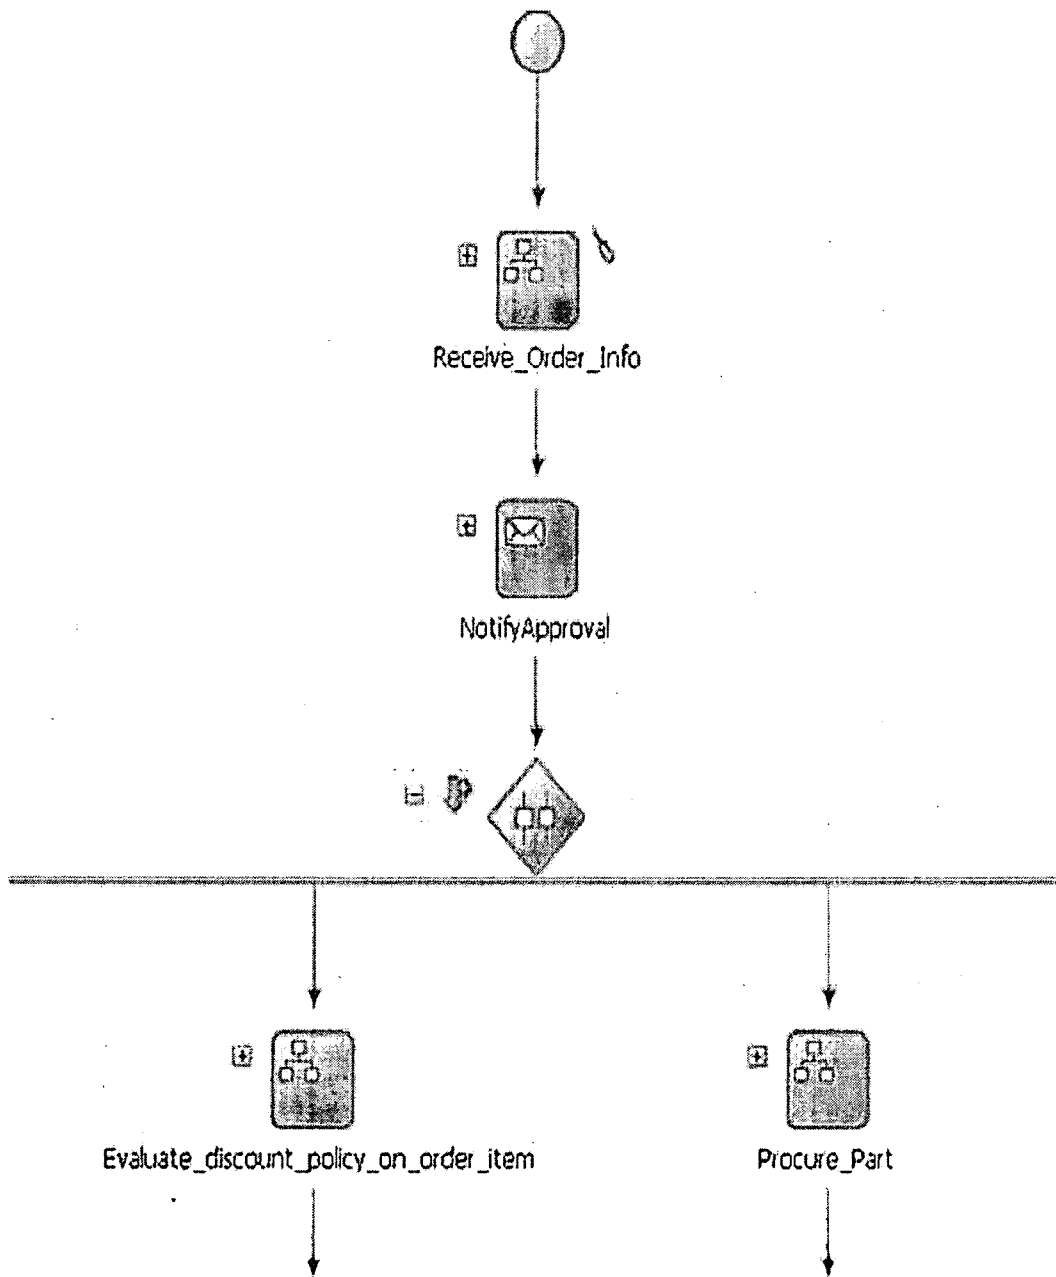 Receive_Order_Info
NotifyApproval
Evaluate_discount_policy_on_order_item
Procure_Part